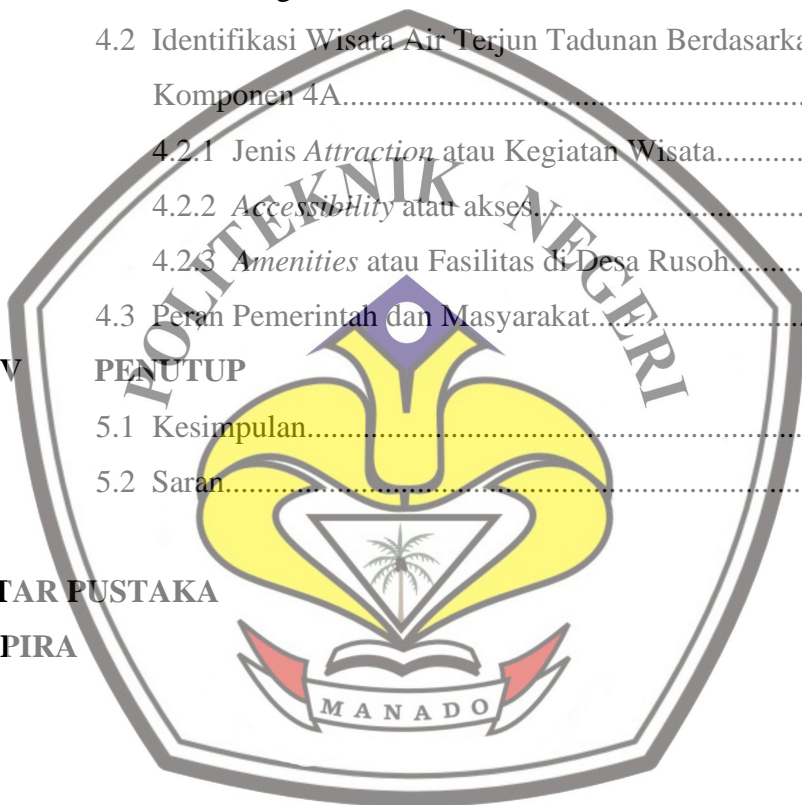 4.2 Identifikasi Wisata Air Terjun Tadunan Berdasarka
Komponen 4A................................................
4.2.1 Jenis Attraction atau Kegiatan Wisata...........
4.2.2 Accessibility atau akses..............................
4.2.3 Amenities atau Fasilitas di Desa Rusoh.........
4.3 Peran Pemerintah dan Masyarakat..........................
V PENUTUP
5.1 Kesimpulan........................................................
5.2 Saran..................................................................
TAR PUSTAKA
PIRA
POLITEKNIK NEGERI
MANADO